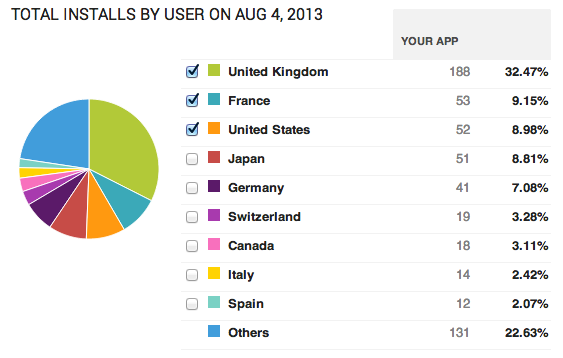 TOTAL INSTALLS BY USER ON AUG 4, 2013
YOUR APP
United Kingdom 188 32.47%
France 53 9.15%
United States 52 8.98%
Japan 51 8.81%
Germany 41 7.08%
Switzerland 19 3.28%
Canada 18 3.11%
Italy 14 2.42%
Spain 12 2.07%
Others 131 22.63%